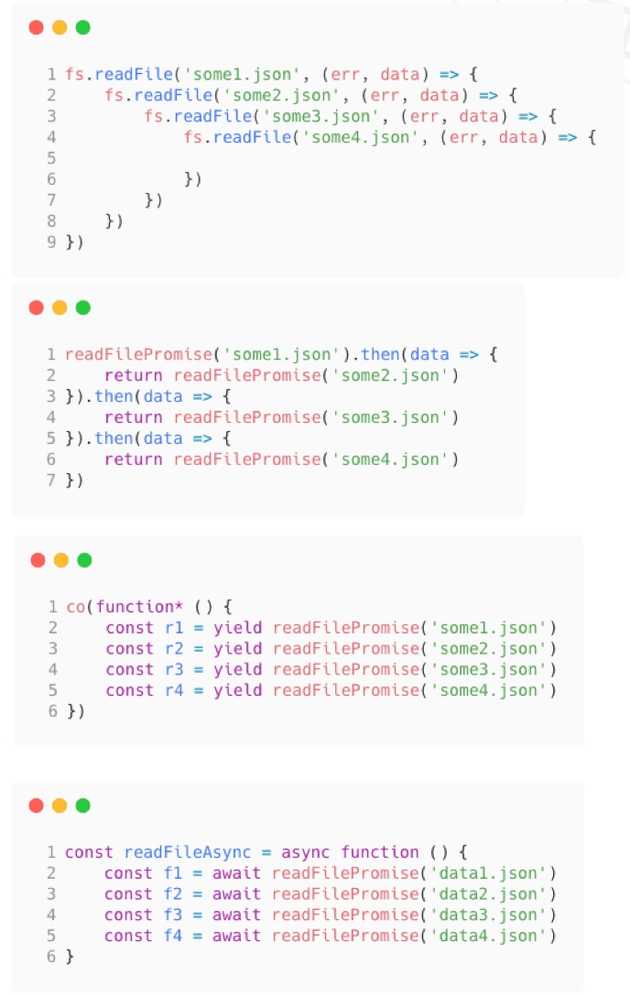 1 fs.readFile('some1.json', (err, data) => {
2     fs.readFile('some2.json', (err, data) => {
3         fs.readFile('some3.json', (err, data) => {
4             fs.readFile('some4.json', (err, data) => {
5
6             })
7         })
8     })
9 })
1 readFilePromise('some1.json').then(data => {
2     return readFilePromise('some2.json')
3 }).then(data => {
4     return readFilePromise('some3.json')
5 }).then(data => {
6     return readFilePromise('some4.json')
7 })
1 co(function* () {
2     const r1 = yield readFilePromise('some1.json')
3     const r2 = yield readFilePromise('some2.json')
4     const r3 = yield readFilePromise('some3.json')
5     const r4 = yield readFilePromise('some4.json')
6 })
1 const readFileAsync = async function () {
2     const f1 = await readFilePromise('data1.json')
3     const f2 = await readFilePromise('data2.json')
4     const f3 = await readFilePromise('data3.json')
5     const f4 = await readFilePromise('data4.json')
6 }